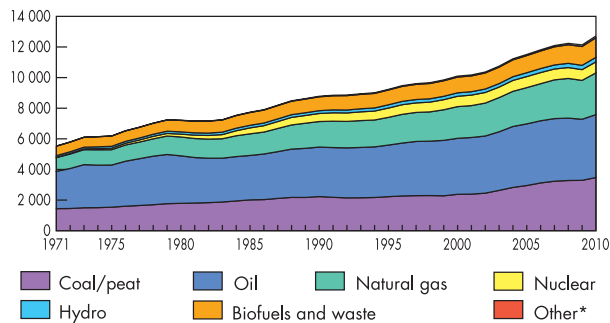 14 000
12 000
10 000
8 000
6 000
4 000
2 000
0
1971 1975 1980 1985 1990 1995 2000 2005 2010
Coal/peat Oil Natural gas Nuclear
Hydro Biofuels and waste Other*